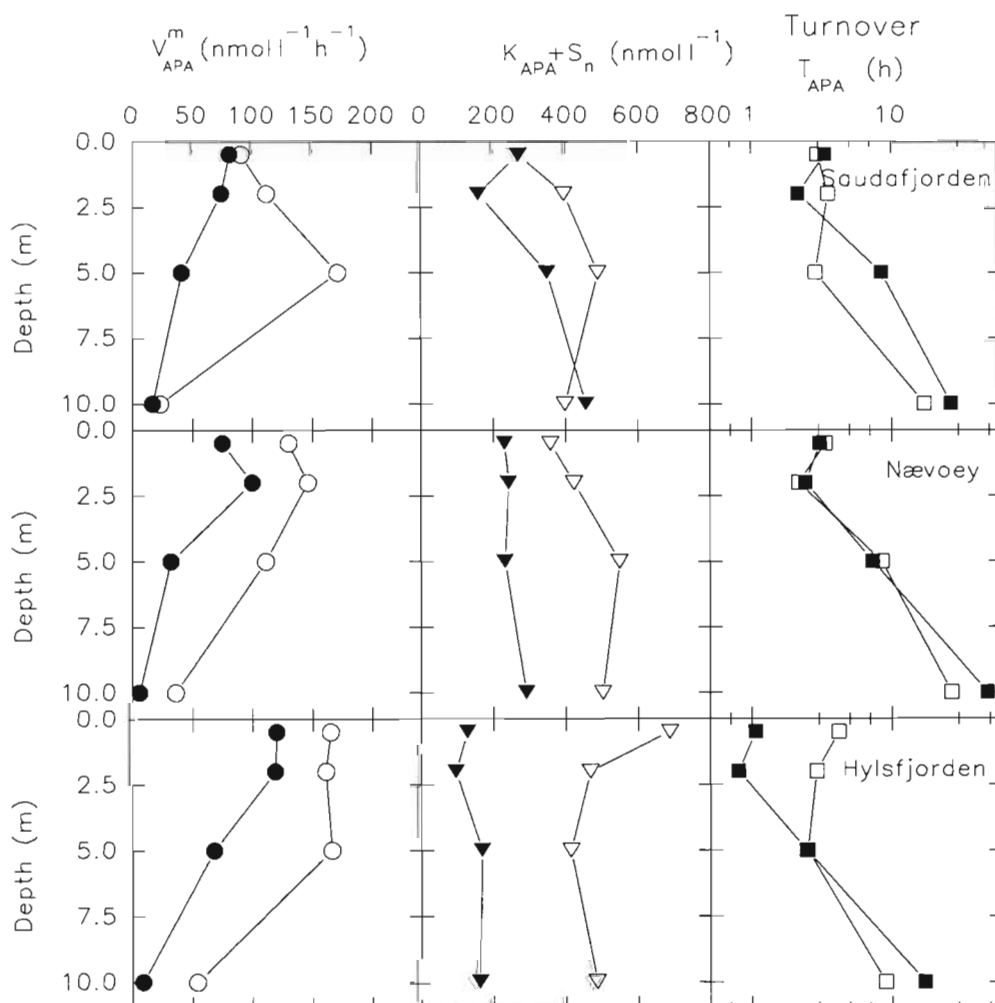 V^m_APA (nmol l^-1 h^-1)
K_APA+S_n (nmol l^-1)
Turnover
T_APA (h)
0 50 100 150 200
0 200 400 600 800
1 10
Depth (m)
0.0
2.5
5.0
7.5
10.0
Saudafjorden
Depth (m)
0.0
2.5
5.0
7.5
10.0
Nævoey
Depth (m)
0.0
2.5
5.0
7.5
10.0
Hylsfjorden